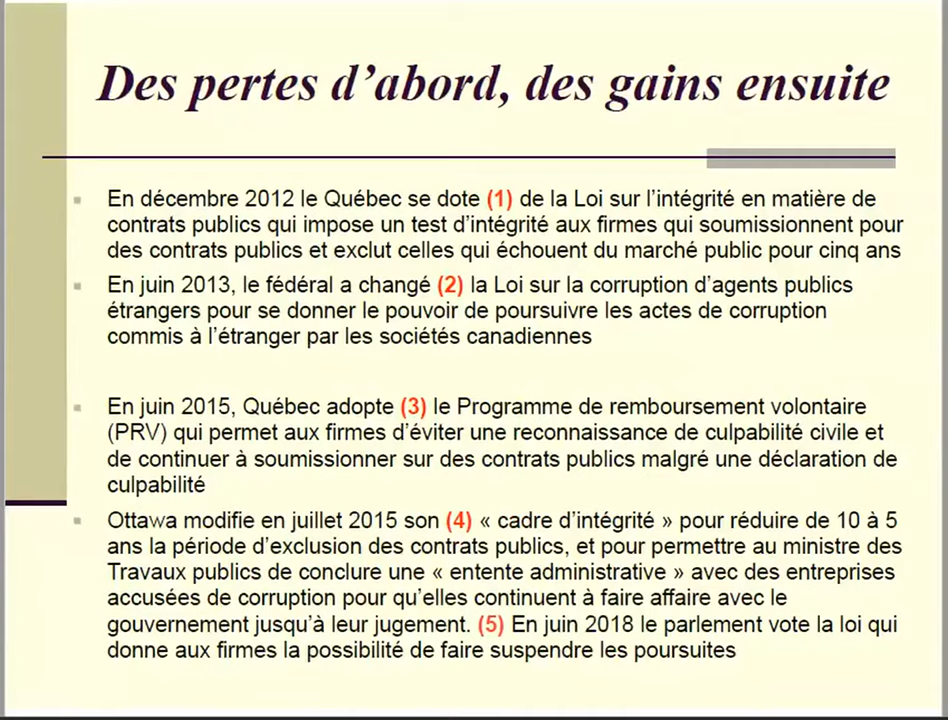 Des pertes d'abord, des gains ensuite
En décembre 2012 le Québec se dote (1) de la Loi sur l'intégrité en matière de
contrats publics qui impose un test d'intégrité aux firmes qui soumissionnent pour
des contrats publics et exclut celles qui échouent du marché public pour cinq ans
En juin 2013, le fédéral a changé (2) la Loi sur la corruption d'agents publics
étrangers pour se donner le pouvoir de poursuivre les actes de corruption
commis à l'étranger par les sociétés canadiennes
En juin 2015, Québec adopte (3) le Programme de remboursement volontaire
(PRV) qui permet aux firmes d'éviter une reconnaissance de culpabilité civile et
de continuer à soumissionner sur des contrats publics malgré une déclaration de
culpabilité
Ottawa modifie en juillet 2015 son (4) « cadre d'intégrité » pour réduire de 10 à 5
ans la période d'exclusion des contrats publics, et pour permettre au ministre des
Travaux publics de conclure une « entente administrative » avec des entreprises
accusées de corruption pour qu'elles continuent à faire affaire avec le
gouvernement jusqu'à leur jugement. (5) En juin 2018 le parlement vote la loi qui
donne aux firmes la possibilité de faire suspendre les poursuites